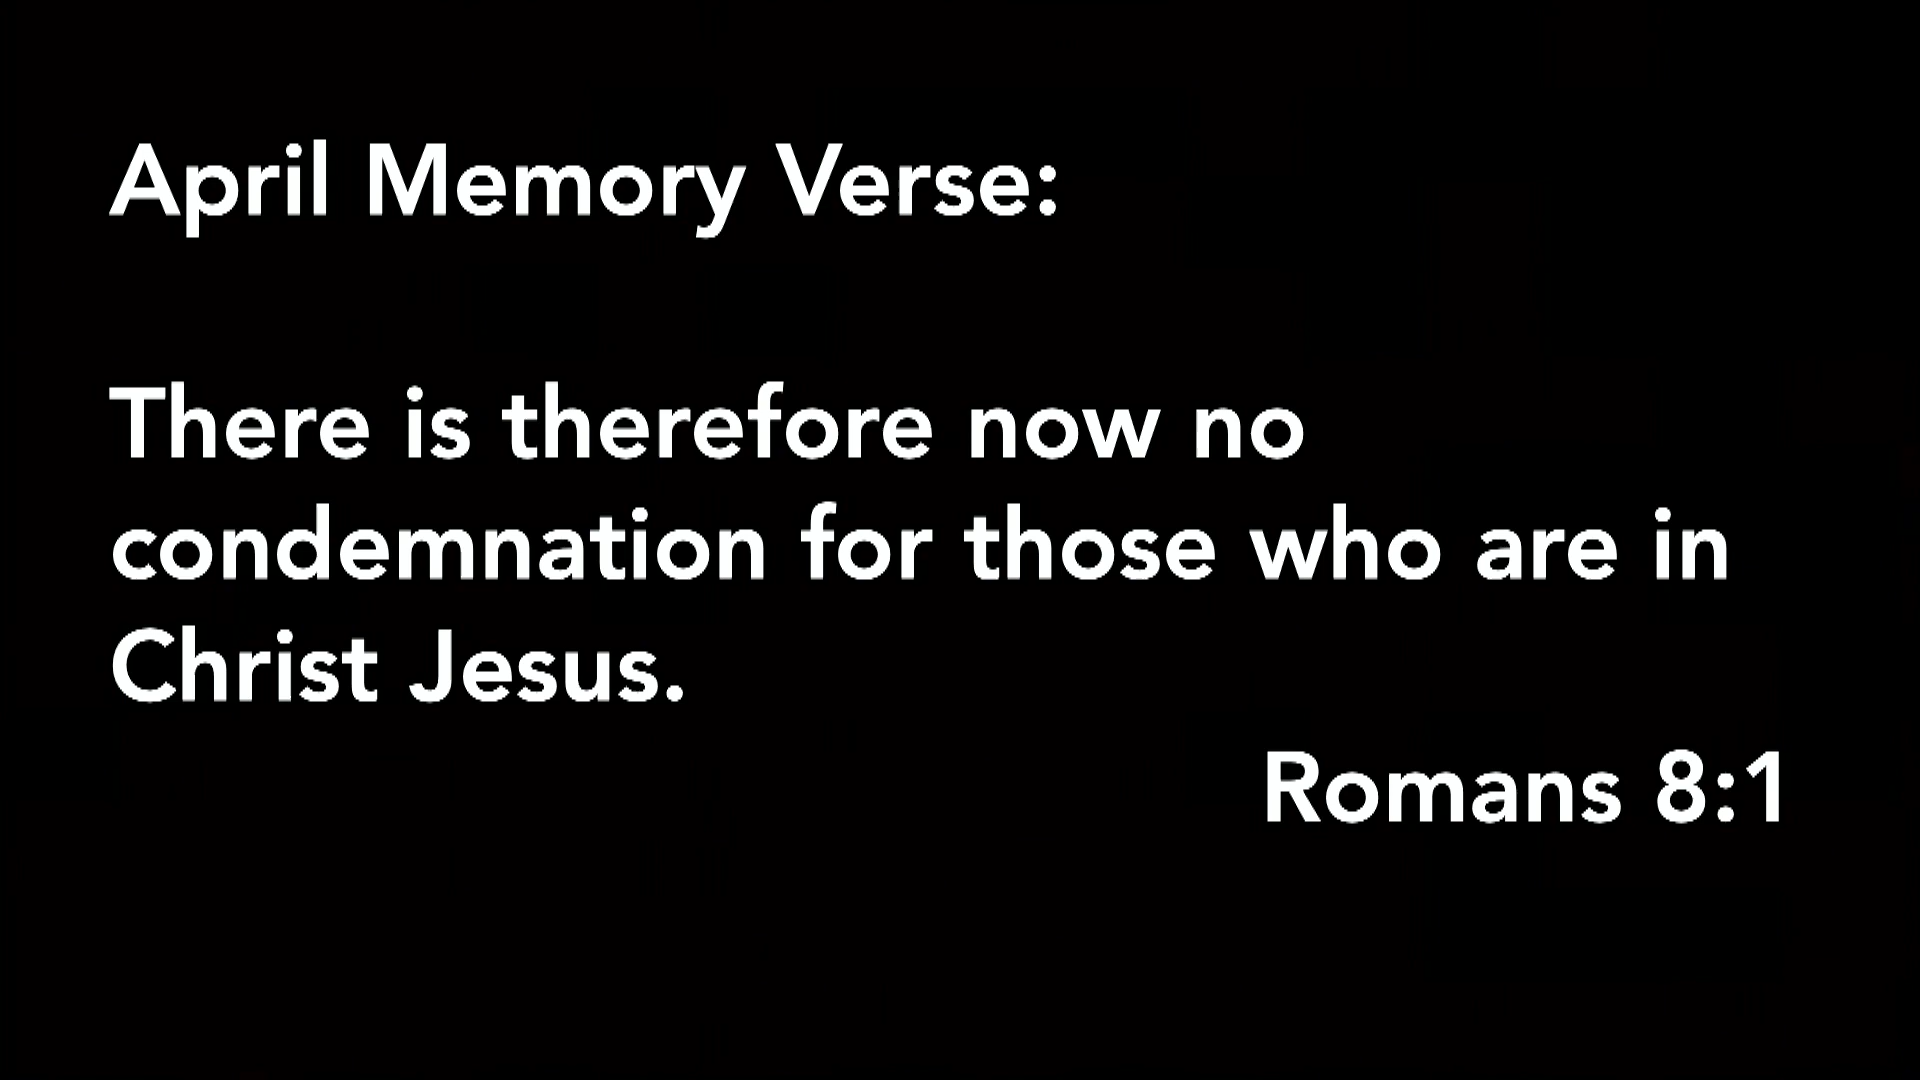 April Memory Verse:
There is therefore now no
condemnation for those who are in
Christ Jesus.
Romans 8:1